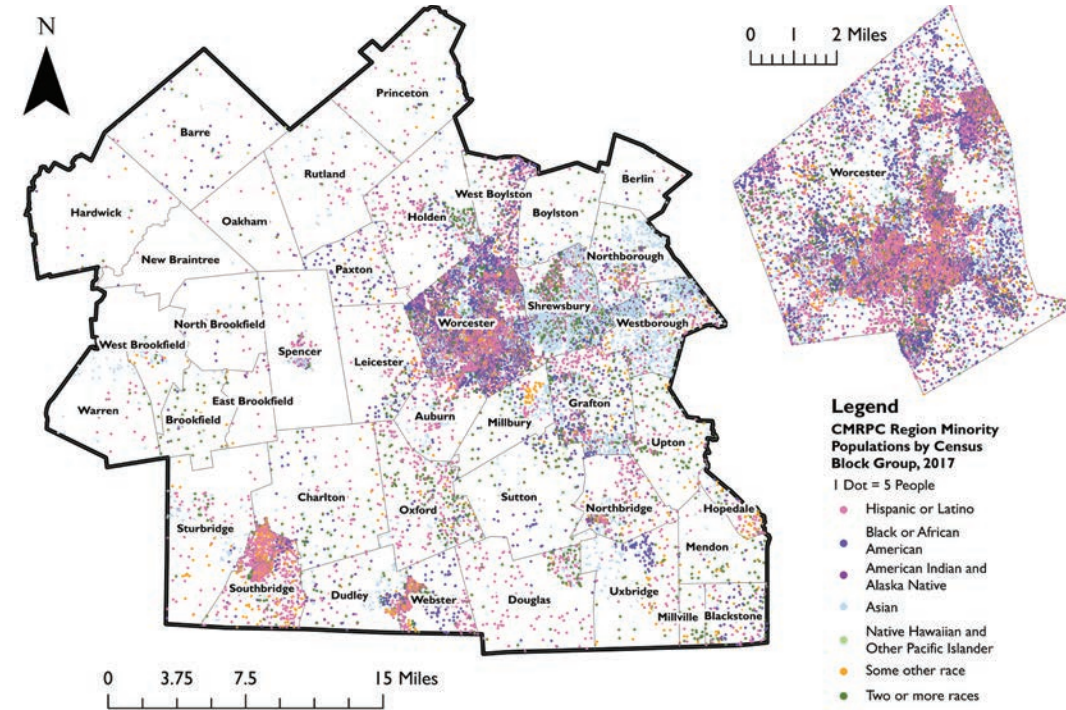 N
0 1 2 Miles
Princeton
Barre
Rutland
Berlin
West Boylston
Hardwick
Holden
Boylston
Oakham
New Braintree
Northborough
Paxton
Worcester
Shrewsbury
North Brookfield
Worcester
Westborough
West Brookfield
Spencer
Leicester
East Brookfield
Grafton
Warren
Auburn
Brookfield
Millbury
Upton
Charlton
Sutton
Oxford
Northbridge
Hopedale
Sturbridge
Mendon
Southbridge
Dudley
Webster
Douglas
Uxbridge
Millville
Blackstone
0 3.75 7.5 15 Miles
Legend
CMRPC Region Minority
Populations by Census
Block Group, 2017
1 Dot = 5 People
Hispanic or Latino
Black or African
American
American Indian and
Alaska Native
Asian
Native Hawaiian and
Other Pacific Islander
Some other race
Two or more races